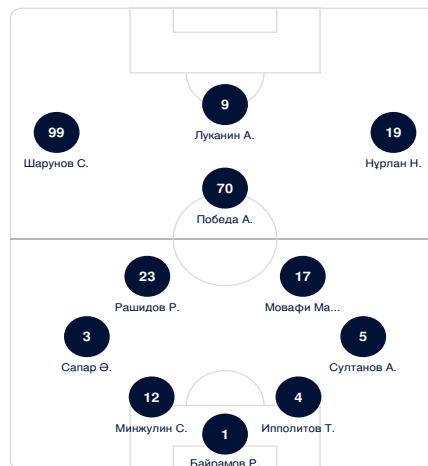 9
Луканин А.
99
Шарунов С.
19
Нұрлан Н.
70
Победа А.
23
Рашидов Р.
17
Мовафи Ма...
3
Сапар Ә.
5
Султанов А.
12
Минжулин С.
4
Ипполитов Т.
1
Байрамов Р.